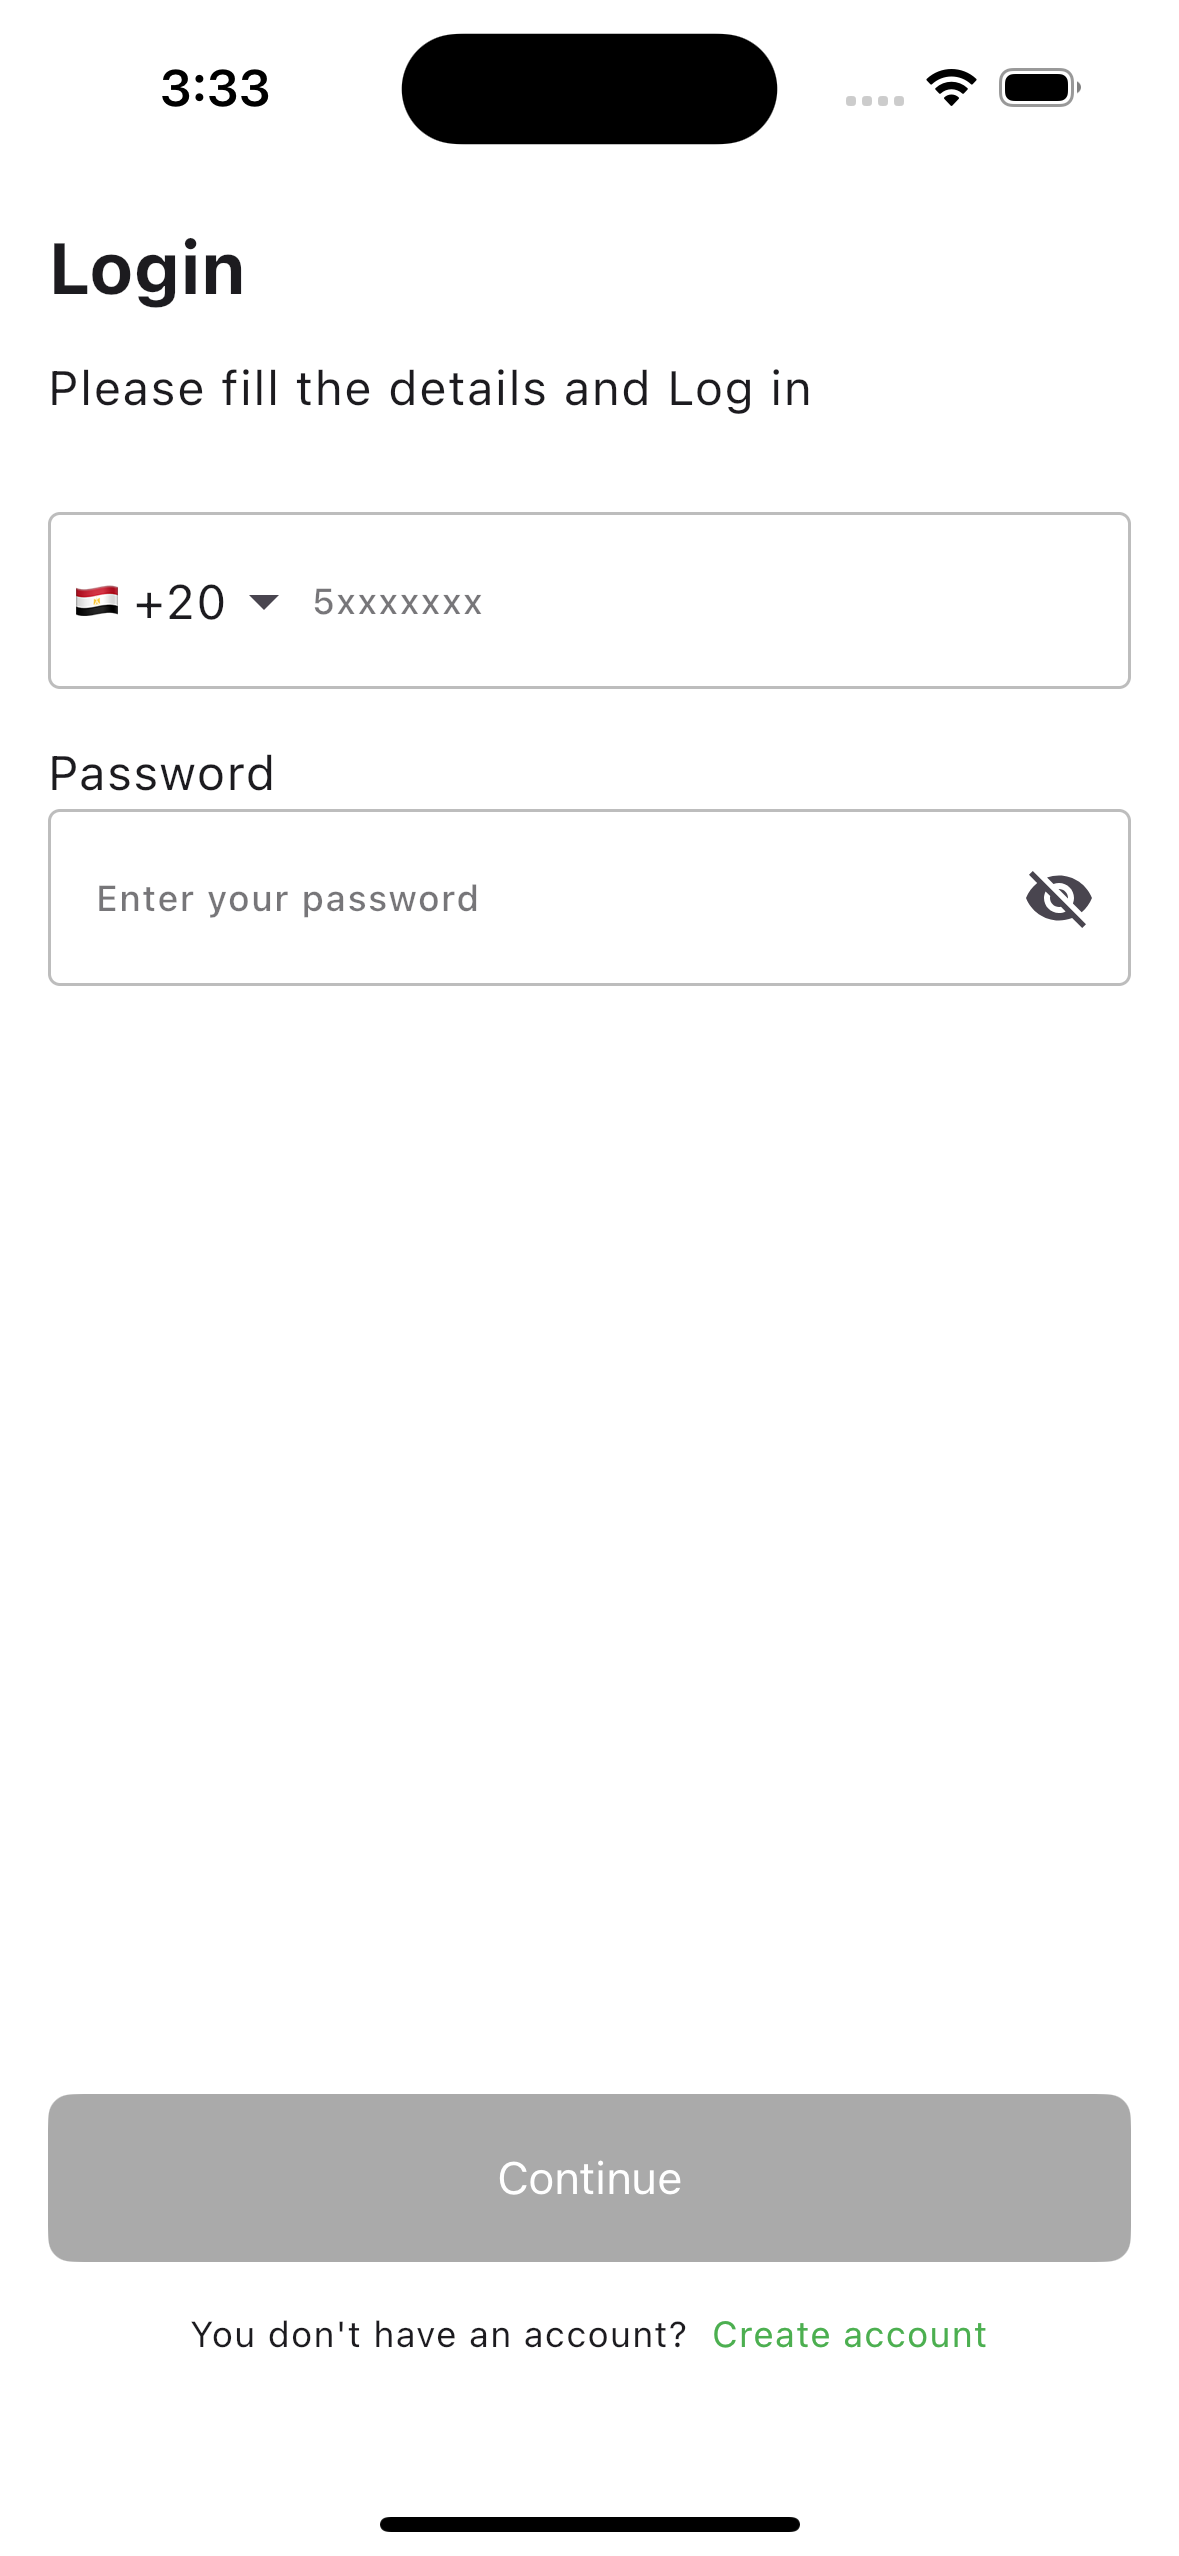 3:33
Login
Please fill the details and Log in
🇪🇬 +20 5xxxxxxx
Password
Enter your password
Continue
You don't have an account? Create account